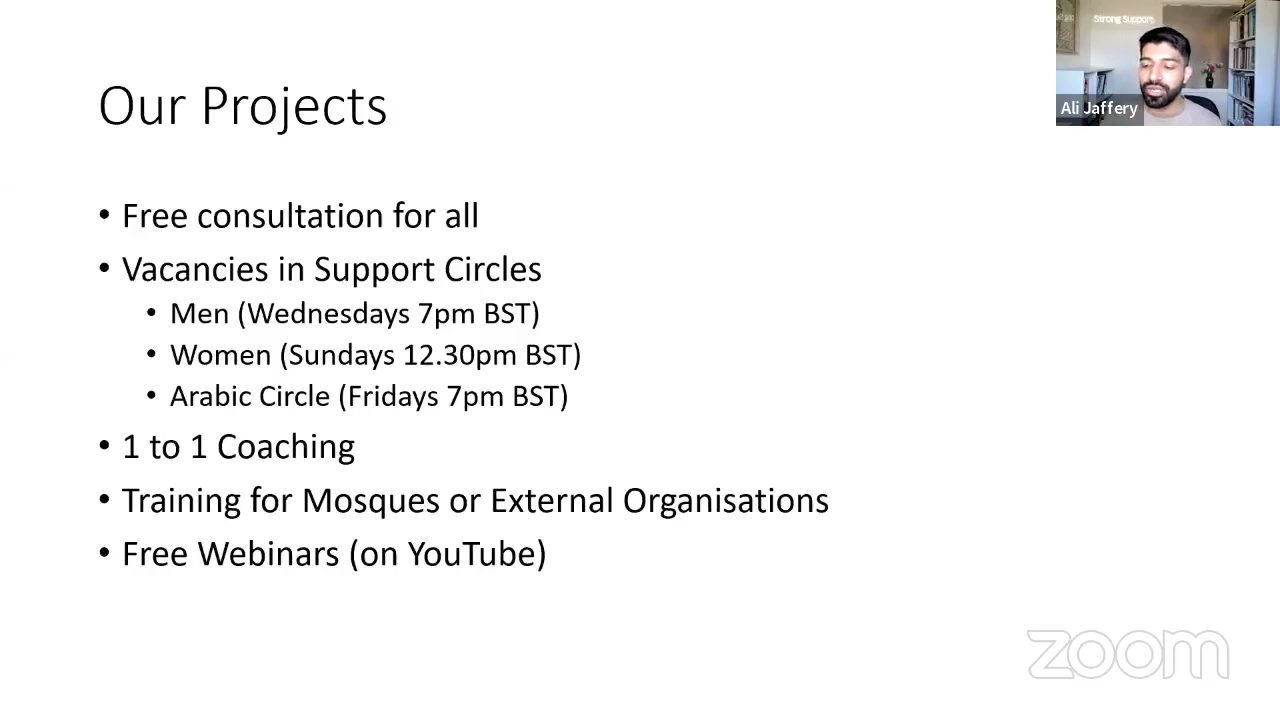 Strong Support
Ali Jaffery
Our Projects
• Free consultation for all
• Vacancies in Support Circles
• Men (Wednesdays 7pm BST)
• Women (Sundays 12.30pm BST)
• Arabic Circle (Fridays 7pm BST)
• 1 to 1 Coaching
• Training for Mosques or External Organisations
• Free Webinars (on YouTube)
zoom